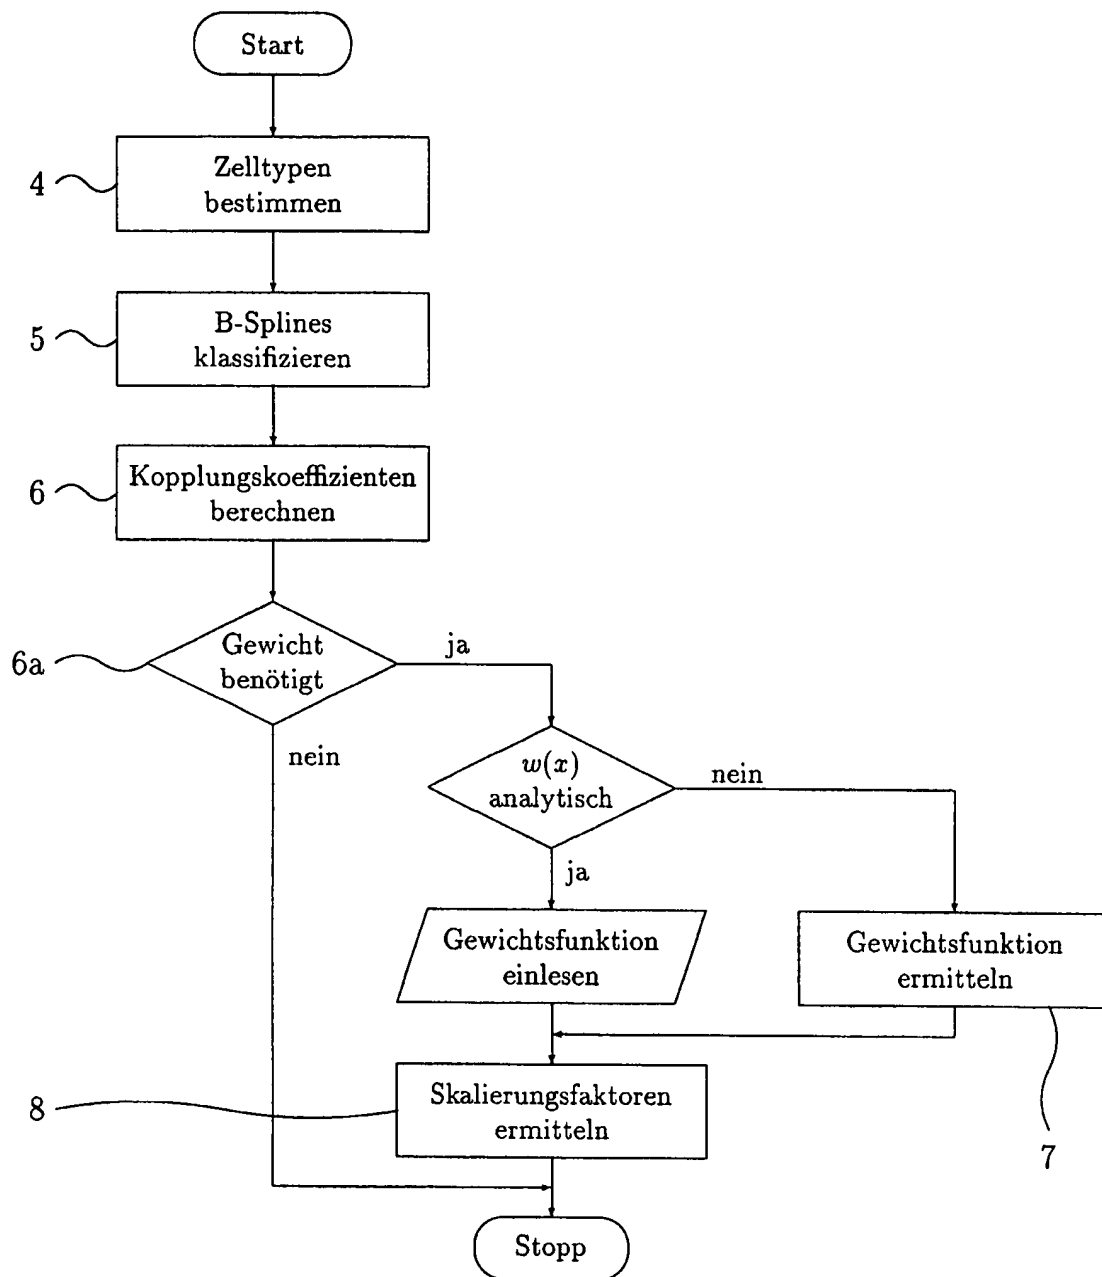 Start
4
Zelltypen
bestimmen
5
B-Splines
klassifizieren
6
Kopplungskoeffizienten
berechnen
6a
Gewicht
benötigt
ja
nein
w(x)
analytisch
nein
ja
Gewichtsfunktion
einlesen
Gewichtsfunktion
ermitteln
8
Skalierungsfaktoren
ermitteln
7
Stopp